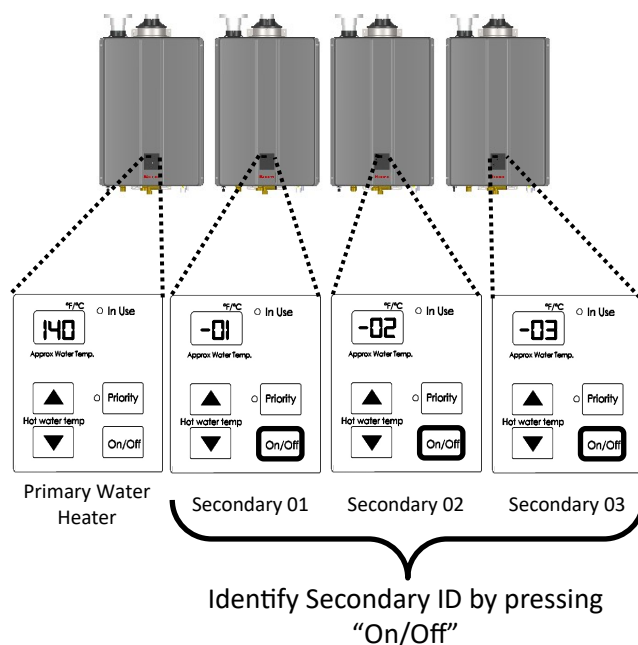 °F/°C
In Use
140
Approx Water Temp.
Priority
Hot water temp
On/Off
Primary Water
Heater
°F/°C
In Use
-01
Approx Water Temp.
Priority
Hot water temp
On/Off
Secondary 01
°F/°C
In Use
-02
Approx Water Temp.
Priority
Hot water temp
On/Off
Secondary 02
°F/°C
In Use
-03
Approx Water Temp.
Priority
Hot water temp
On/Off
Secondary 03
Identify Secondary ID by pressing
“On/Off”